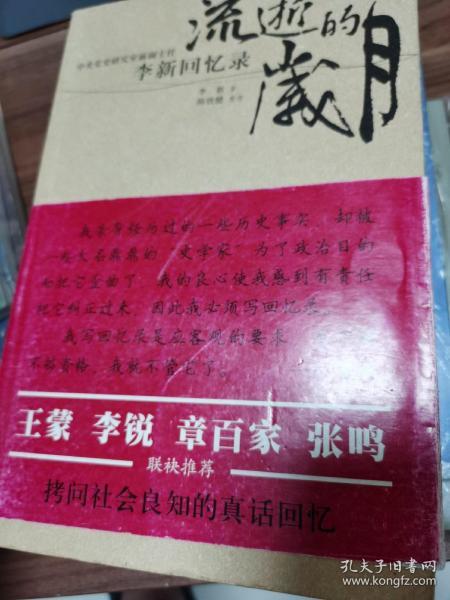 流逝的
歲月
中央党史研究室原副主任
李新回忆录
李新 著
陈铁健 整理
我亲身经历过的一些历史事实，却被
一些大名鼎鼎的“史学家”为了政治目的
而把它歪曲了，我的良心使我感到有责任
把它纠正过来，因此我必须写回忆录。
我写回忆录是应客观的要求
不够资格，我就不管它了。
王蒙 李锐 章百家 张鸣
联袂推荐
拷问社会良知的真话回忆
孔夫子旧书网
www.kongfz.com